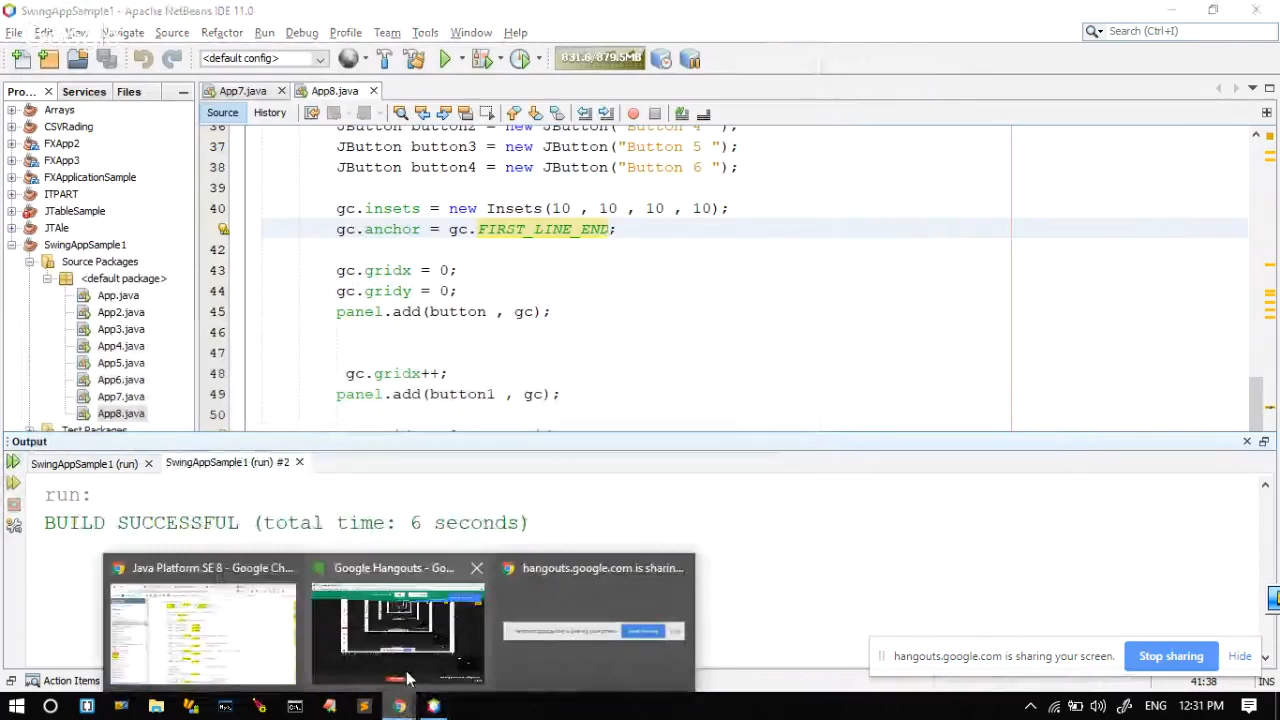 SwingAppSample1 - Apache NetBeans IDE 11.0
File Edit View Navigate Source Refactor Run Debug Profile Team Tools Window Help
Search (Ctrl+I)
<default config>
831.6/879.5MB
Pro... Services Files
App7.java App8.java
Source History
Arrays
CSVRading
FXApp2
FXApp3
FXApplicationSample
ITPART
JTableSample
JTAle
SwingAppSample1
Source Packages
<default package>
App.java
App2.java
App3.java
App4.java
App5.java
App6.java
App7.java
App8.java
Test Packages
36 JButton button2 = new JButton("Button 4 ");
37 JButton button3 = new JButton("Button 5 ");
38 JButton button4 = new JButton("Button 6 ");
39
40 gc.insets = new Insets(10 , 10 , 10 , 10);
gc.anchor = gc.FIRST_LINE_END;
42
43 gc.gridx = 0;
44 gc.gridy = 0;
45 panel.add(button , gc);
46
47
48 gc.gridx++;
49 panel.add(button1 , gc);
50
Output
SwingAppSample1 (run) SwingAppSample1 (run) #2
run:
BUILD SUCCESSFUL (total time: 6 seconds)
Java Platform SE 8 - Google Ch...
Google Hangouts - Go...
hangouts.google.com is sharin...
hangouts.google.com is sharing your screen. Stop sharing Hide
Action Items
41:38 INS
ENG 12:31 PM